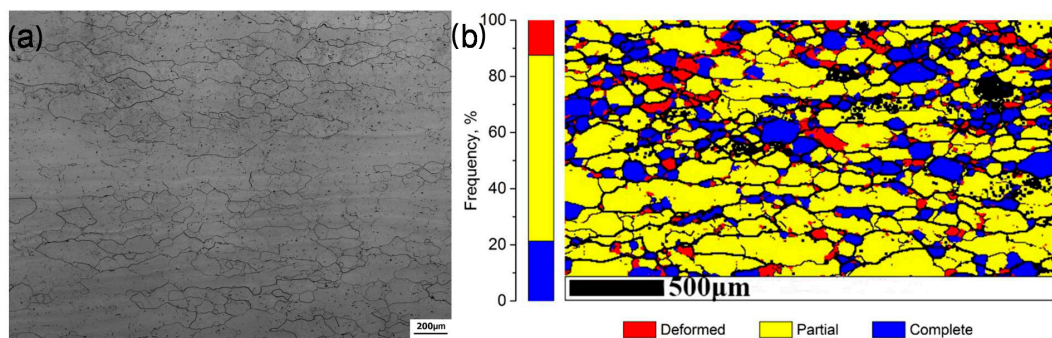 (a)
200μm
(b)
Frequency, %
100
80
60
40
20
0
500μm
Deformed
Partial
Complete